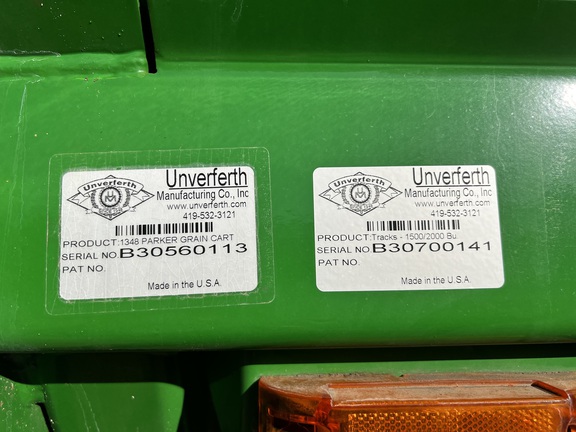 Unverferth
Unverferth
Manufacturing Co., Inc
www.unverferth.com
419-532-3121
PRODUCT:1348 PARKER GRAIN CART
SERIAL NO B30560113
PAT NO.
Made in the U.S.A.
Unverferth
Unverferth
Manufacturing Co., Inc
www.unverferth.com
419-532-3121
PRODUCT:Tracks - 1500/2000 Bu
SERIAL NO B30700141
PAT NO.
Made in the U.S.A.